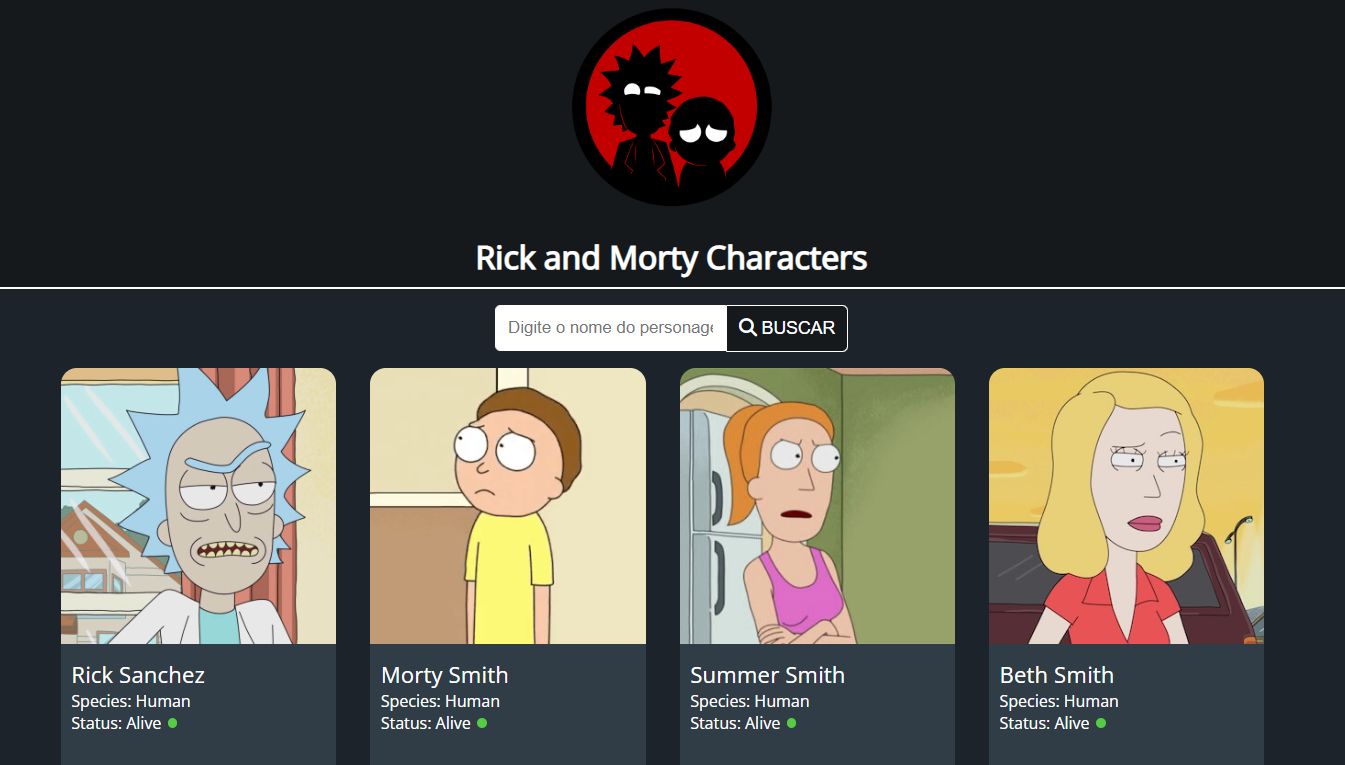 Rick and Morty Characters
Digite o nome do personage
BUSCAR
Rick Sanchez
Species: Human
Status: Alive
Morty Smith
Species: Human
Status: Alive
Summer Smith
Species: Human
Status: Alive
Beth Smith
Species: Human
Status: Alive